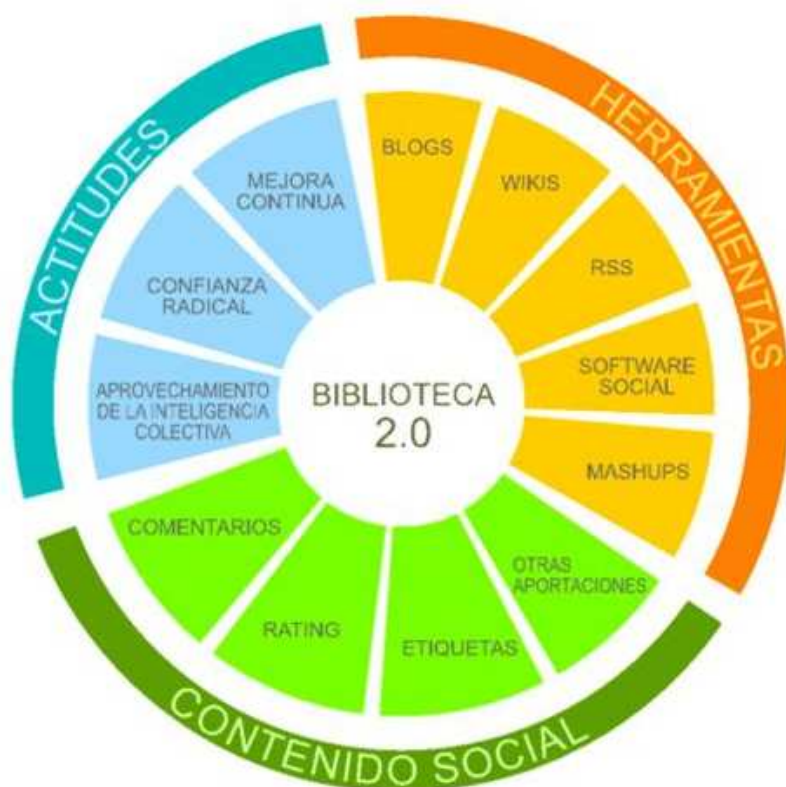 HERRAMIENTAS
BLOGS
WIKIS
RSS
SOFTWARE
SOCIAL
MASHUPS
CONTENIDO SOCIAL
OTRAS
APORTACIONES
ETIQUETAS
RATING
COMENTARIOS
ACTITUDES
APROVECHAMIENTO
DE LA INTELIGENCIA
COLECTIVA
CONFIANZA
RADICAL
MEJORA
CONTINUA
BIBLIOTECA
2.0